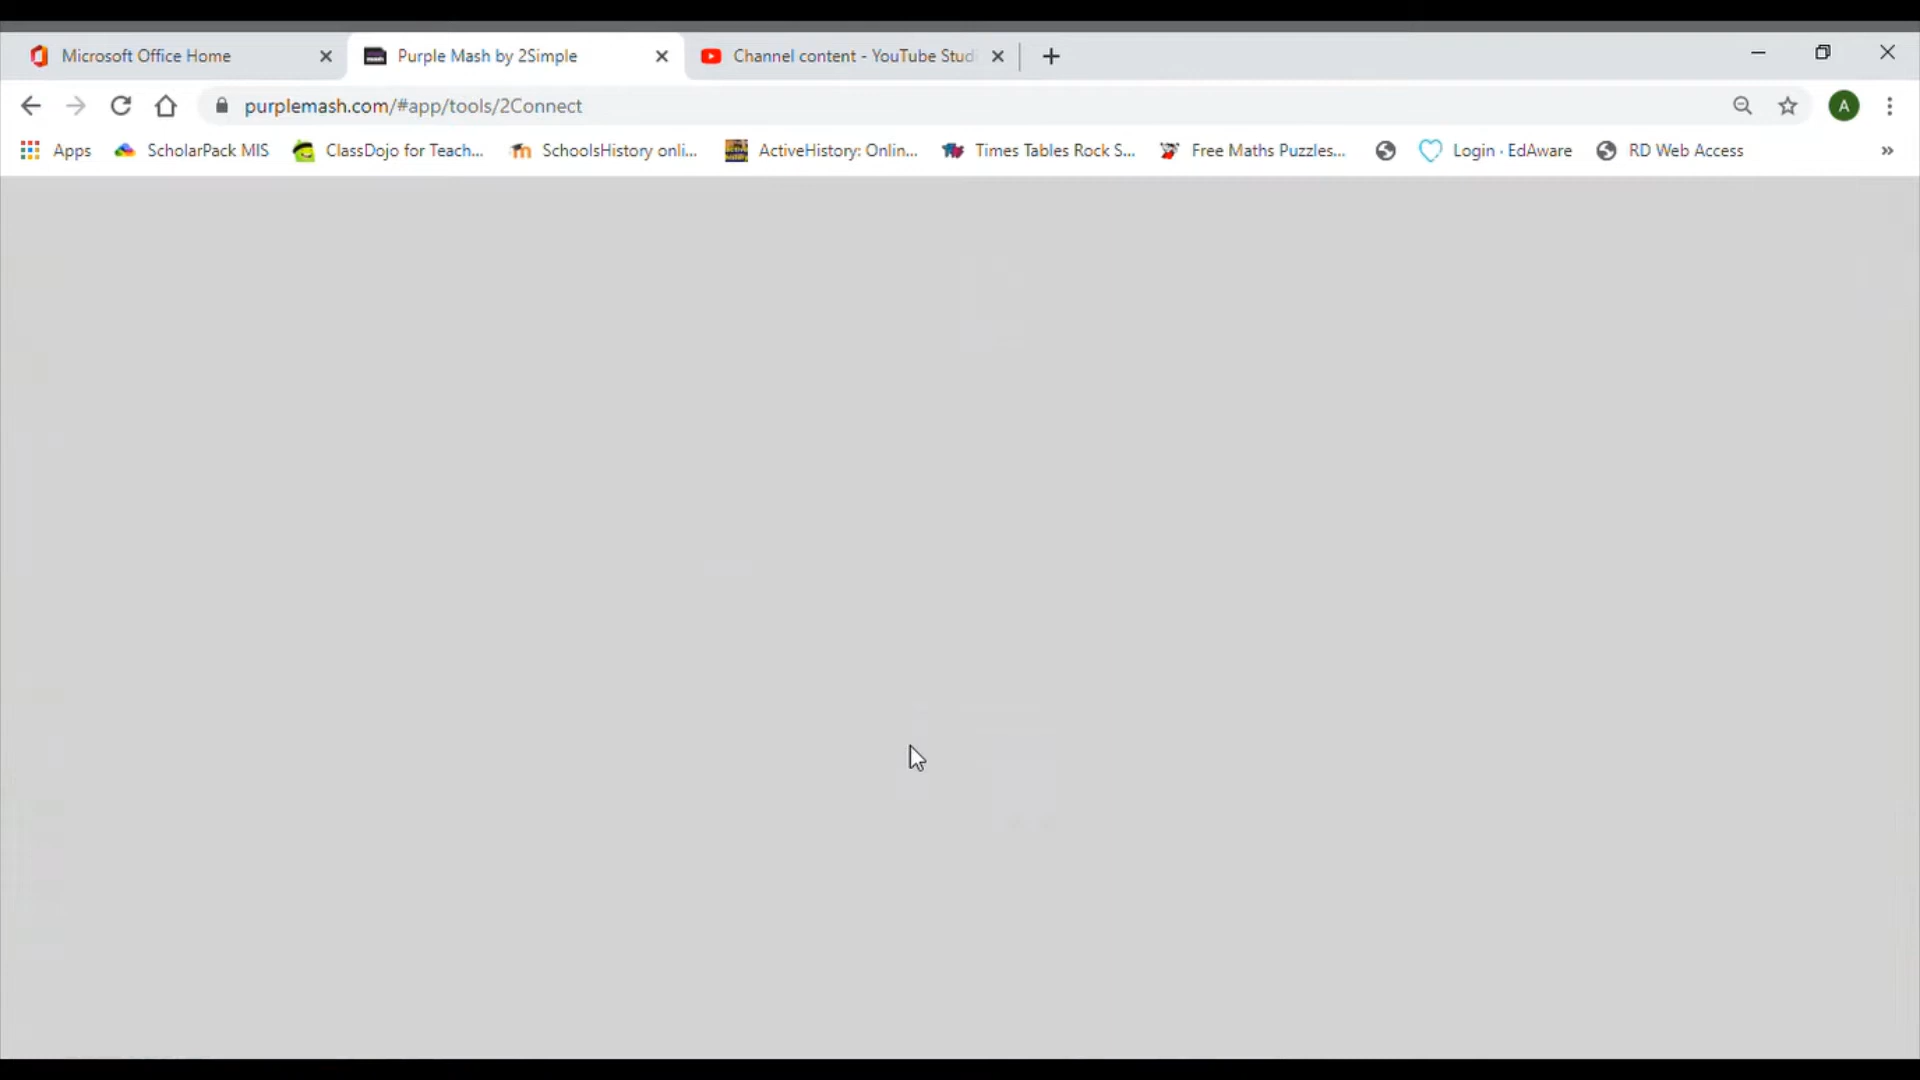 Microsoft Office Home
Purple Mash by 2Simple
Channel content - YouTube Stud
purplemash.com/#app/tools/2Connect
A
Apps
ScholarPack MIS
ClassDojo for Teach...
SchoolsHistory onli...
ActiveHistory: Onlin...
Times Tables Rock S...
Free Maths Puzzles...
Login · EdAware
RD Web Access